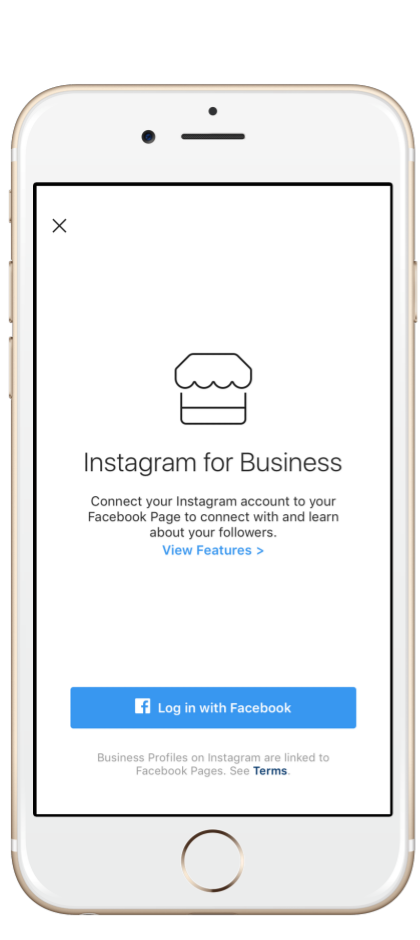 Instagram for Business
Connect your Instagram account to your
Facebook Page to connect with and learn
about your followers.
View Features >
Log in with Facebook
Business Profiles on Instagram are linked to
Facebook Pages. See Terms.